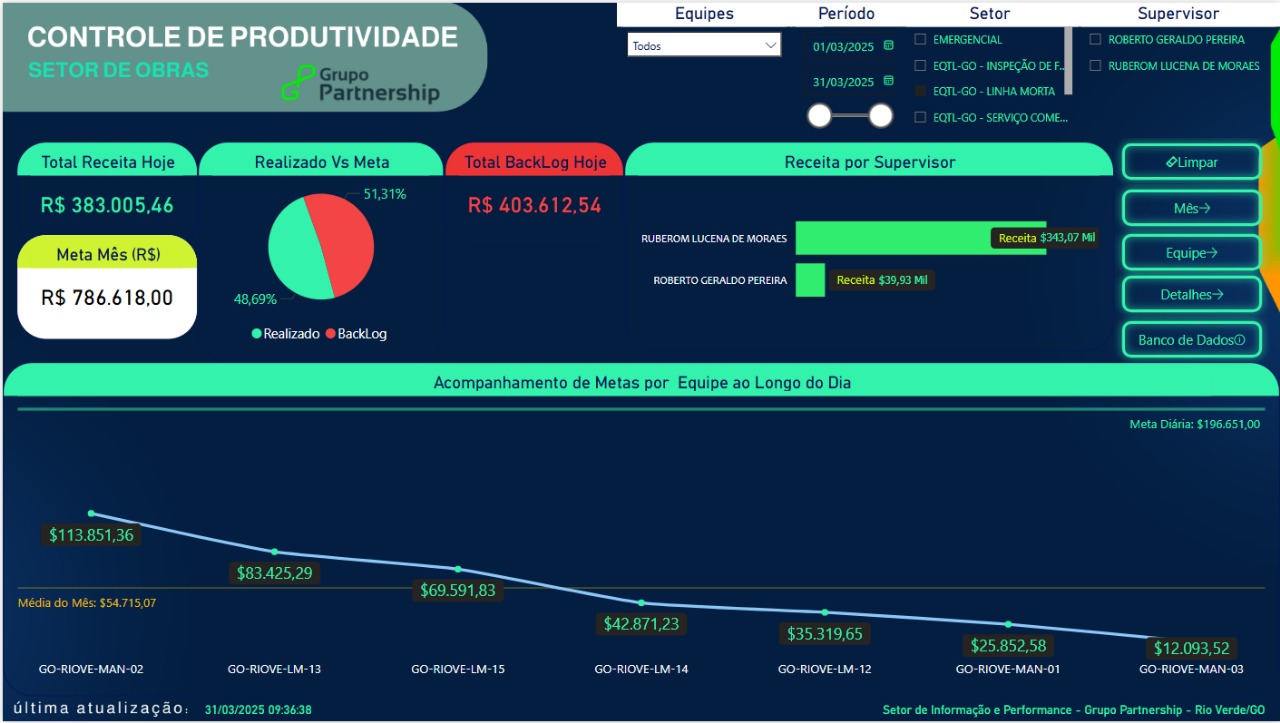 CONTROLE DE PRODUTIVIDADE
SETOR DE OBRAS
Grupo
Partnership
Equipes
Todos
Período
01/03/2025
31/03/2025
Setor
EMERGENCIAL
EQTL-GO - INSPEÇÃO DE F...
EQTL-GO - LINHA MORTA
EQTL-GO - SERVIÇO COME...
Supervisor
ROBERTO GERALDO PEREIRA
RUBEROM LUCENA DE MORAES
Total Receita Hoje
R$ 383.005,46
Meta Mês (R$)
R$ 786.618,00
Realizado Vs Meta
51,31%
48,69%
Realizado BackLog
Total BackLog Hoje
R$ 403.612,54
Receita por Supervisor
RUBEROM LUCENA DE MORAES Receita $343,07 Mil
ROBERTO GERALDO PEREIRA Receita $39,93 Mil
Limpar
Mês→
Equipe→
Detalhes→
Banco de Dados
Acompanhamento de Metas por Equipe ao Longo do Dia
Meta Diária: $196.651,00
$113.851,36
$83.425,29
$69.591,83
$42.871,23
$35.319,65
$25.852,58
$12.093,52
Média do Mês: $54.715,07
GO-RIOVE-MAN-02 GO-RIOVE-LM-13 GO-RIOVE-LM-15 GO-RIOVE-LM-14 GO-RIOVE-LM-12 GO-RIOVE-MAN-01 GO-RIOVE-MAN-03
última atualização: 31/03/2025 09:36:38
Setor de Informação e Performance - Grupo Partnership - Rio Verde/GO